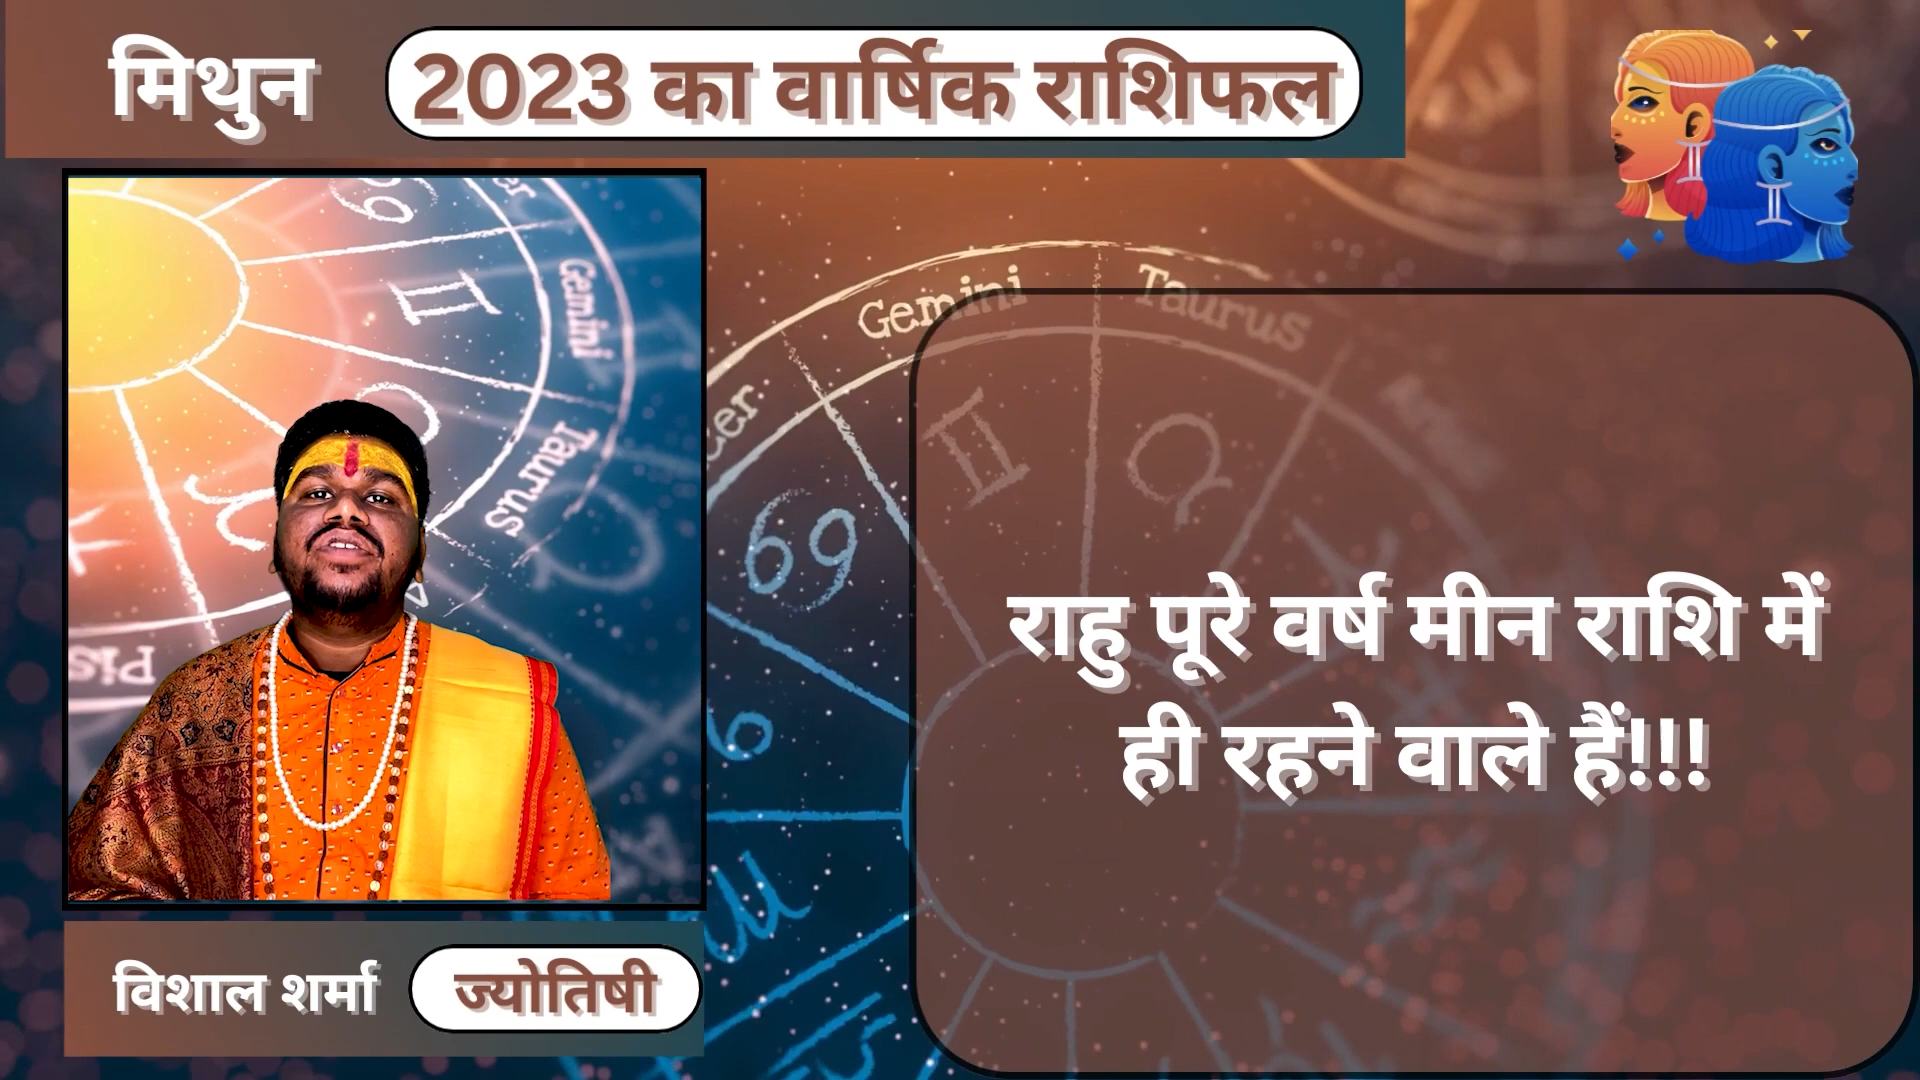 मिथुन
2023 का वार्षिक राशिफल
Gemini
Taurus
Gemini
Taurus
राहु पूरे वर्ष मीन राशि में
ही रहने वाले हैं!!!
विशाल शर्मा
ज्योतिषी